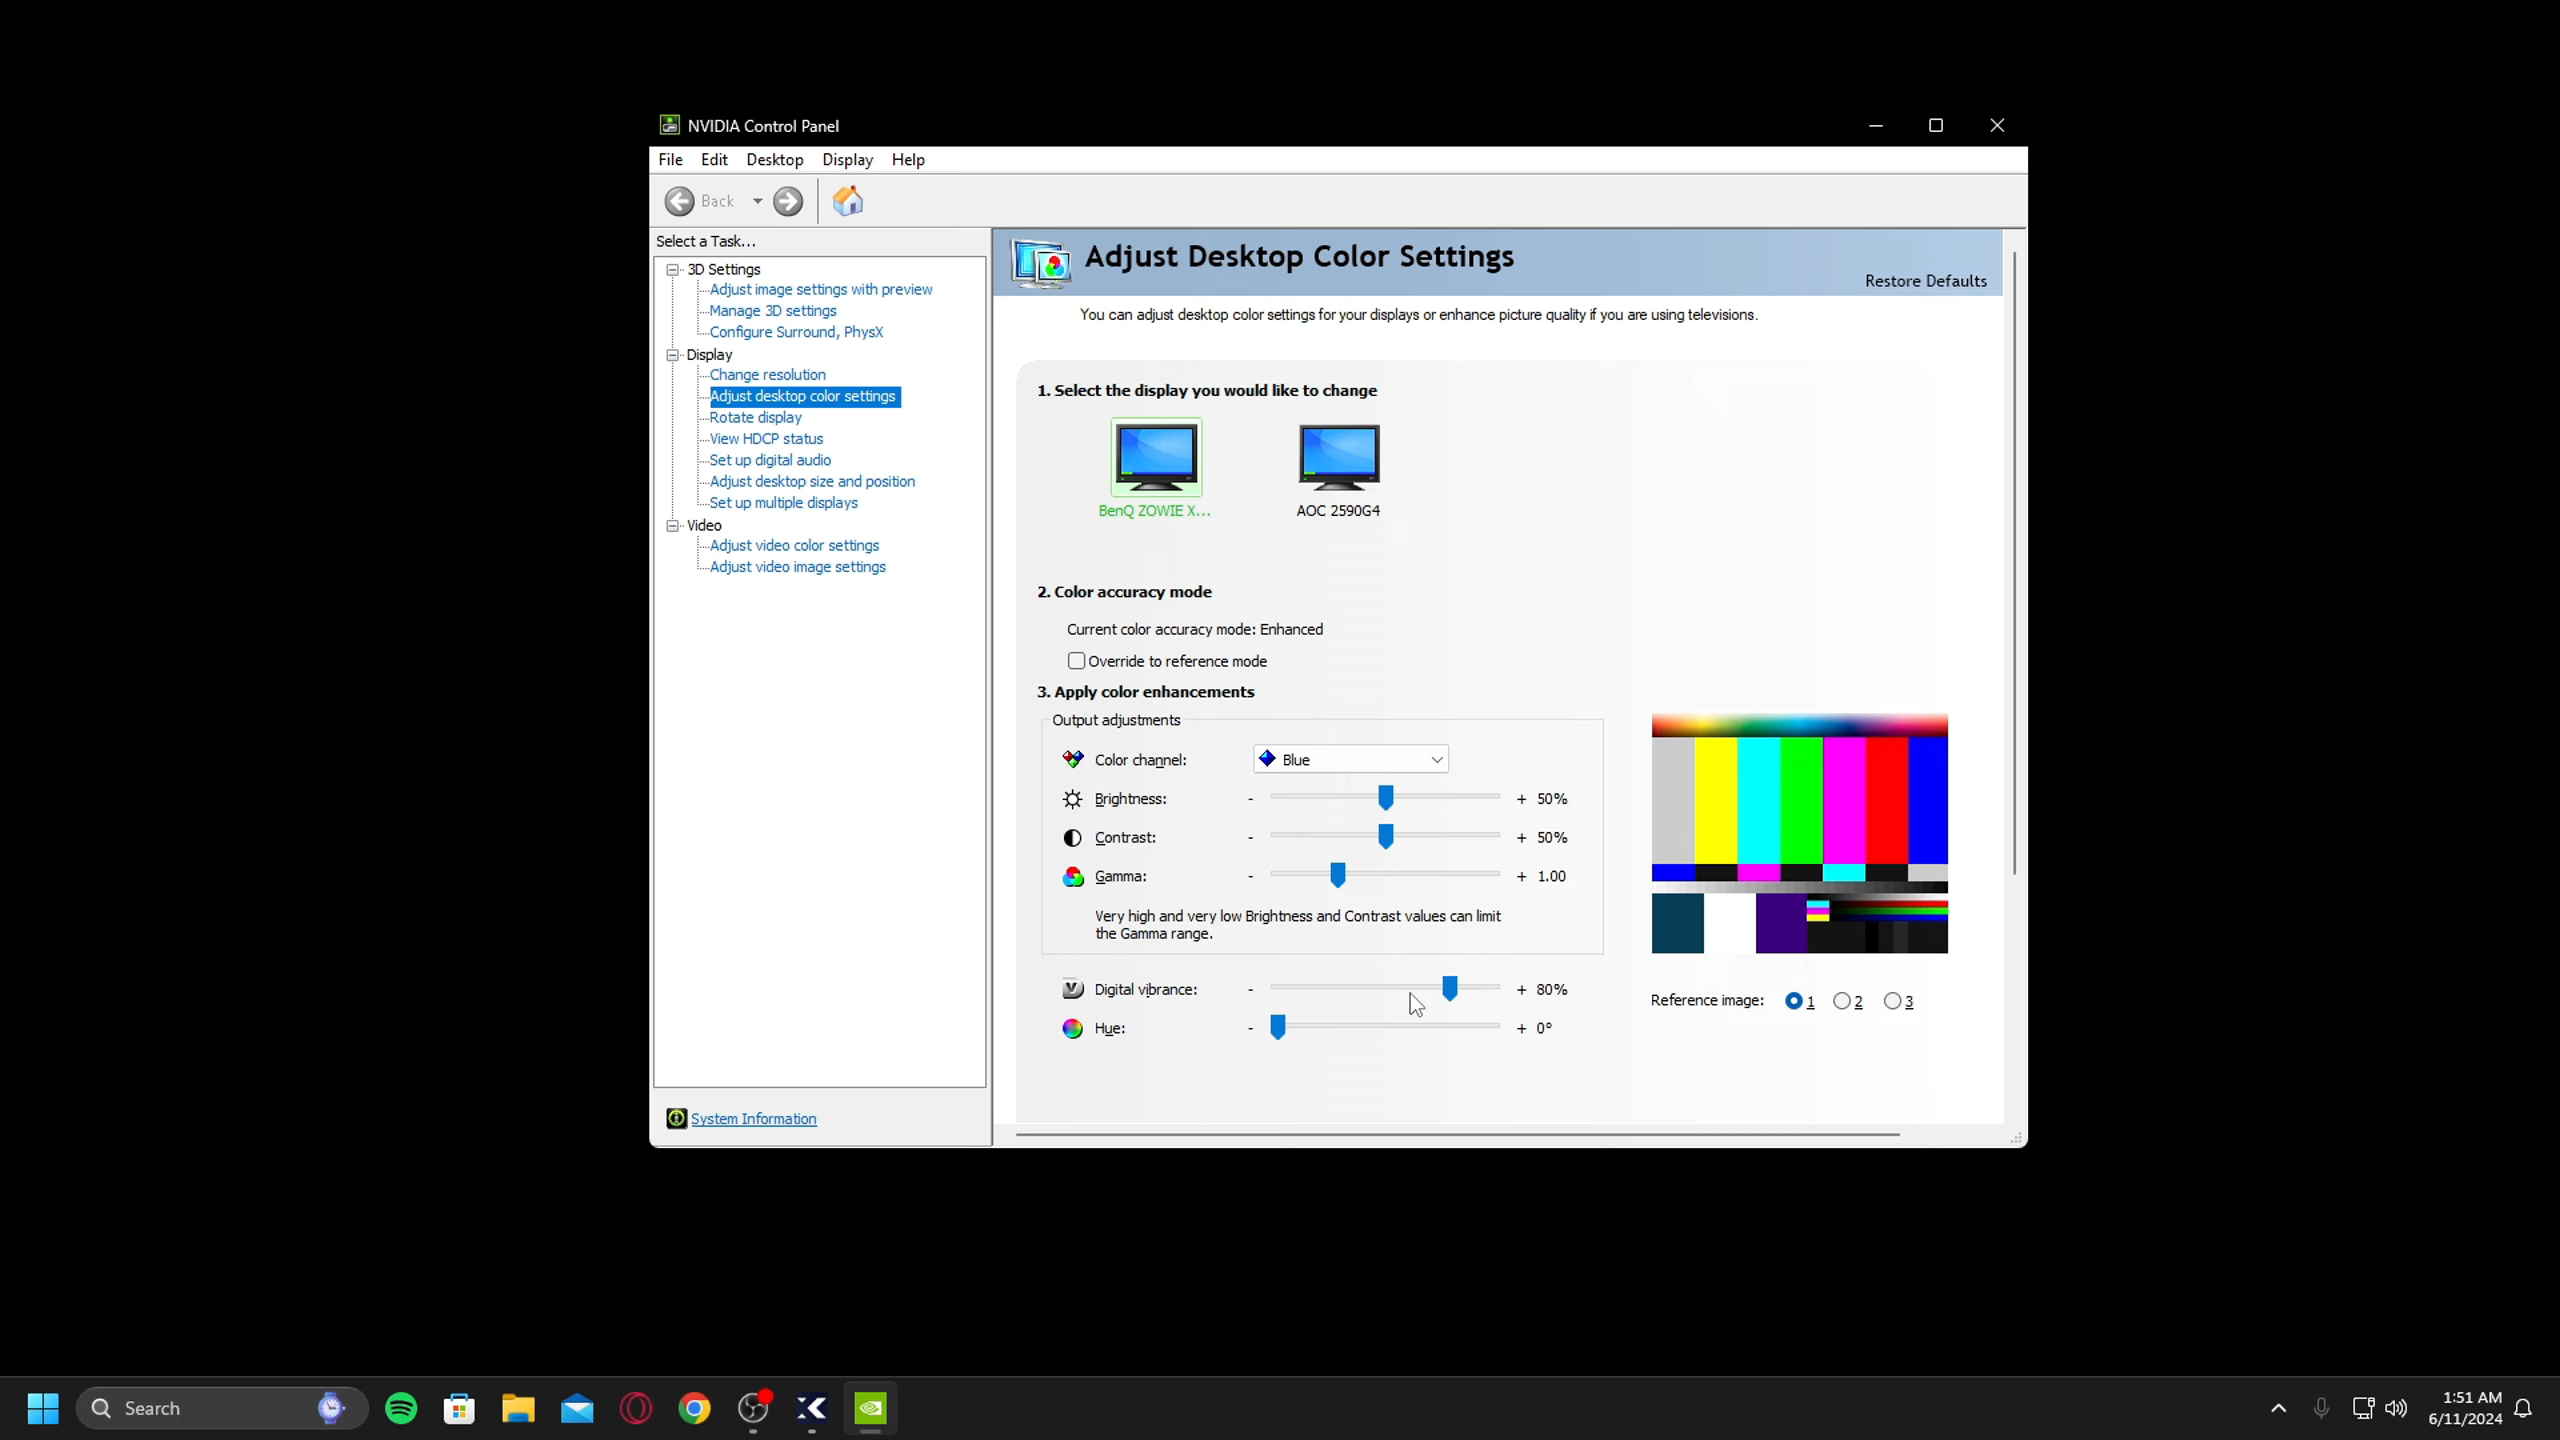 NVIDIA Control Panel
File Edit Desktop Display Help
Back
Select a Task...
3D Settings
Adjust image settings with preview
Manage 3D settings
Configure Surround, PhysX
Display
Change resolution
Adjust desktop color settings
Rotate display
View HDCP status
Set up digital audio
Adjust desktop size and position
Set up multiple displays
Video
Adjust video color settings
Adjust video image settings
System Information
Adjust Desktop Color Settings
Restore Defaults
You can adjust desktop color settings for your displays or enhance picture quality if you are using televisions.
1. Select the display you would like to change
BenQ ZOWIE X... AOC 2590G4
2. Color accuracy mode
Current color accuracy mode: Enhanced
Override to reference mode
3. Apply color enhancements
Output adjustments
Color channel: Blue
Brightness: - + 50%
Contrast: - + 50%
Gamma: - + 1.00
Very high and very low Brightness and Contrast values can limit
the Gamma range.
Digital vibrance: - + 80%
Hue: - + 0°
Reference image: 1 2 3
Search
1:51 AM
6/11/2024